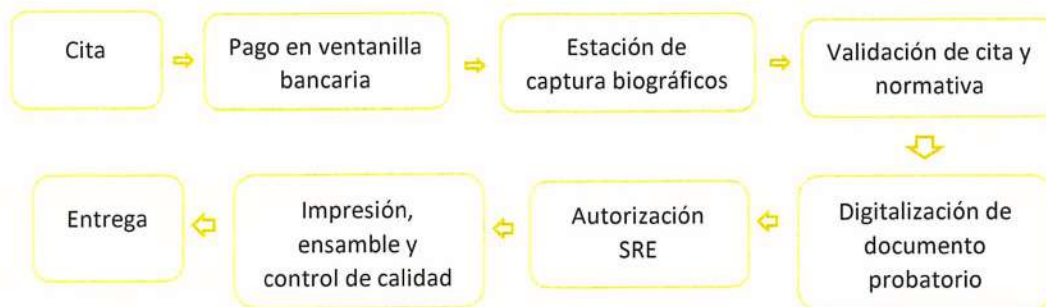 Cita
Pago en ventanilla
bancaria
Estación de
captura biográficos
Validación de cita y
normativa
Digitalización de
documento
probatorio
Autorización
SRE
Impresión,
ensamble y
control de calidad
Entrega